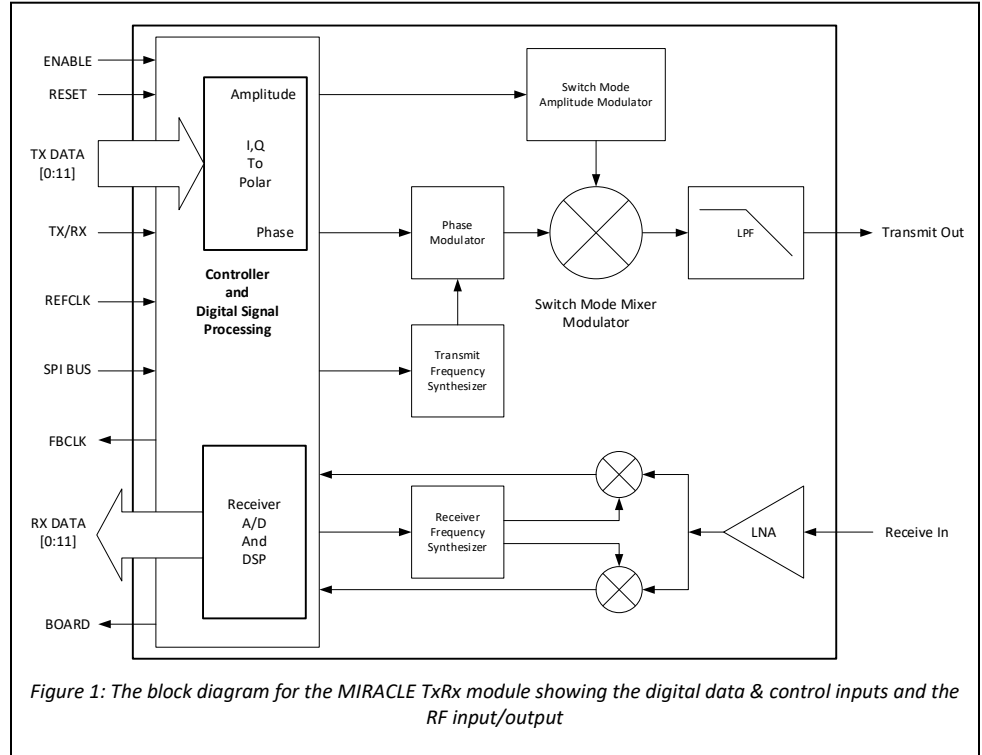 ENABLE
RESET
TX DATA
[0:11]
TX/RX
REFCLK
SPI BUS
FBCLK
RX DATA
[0:11]
BOARD
Amplitude
I,Q
To
Polar
Phase
Controller
and
Digital Signal
Processing
Receiver
A/D
And
DSP
Switch Mode
Amplitude Modulator
Phase
Modulator
Switch Mode Mixer
Modulator
LPF
Transmit Out
Transmit
Frequency
Synthesizer
Receiver
Frequency
Synthesizer
LNA
Receive In
Figure 1: The block diagram for the MIRACLE TxRx module showing the digital data & control inputs and the
RF input/output